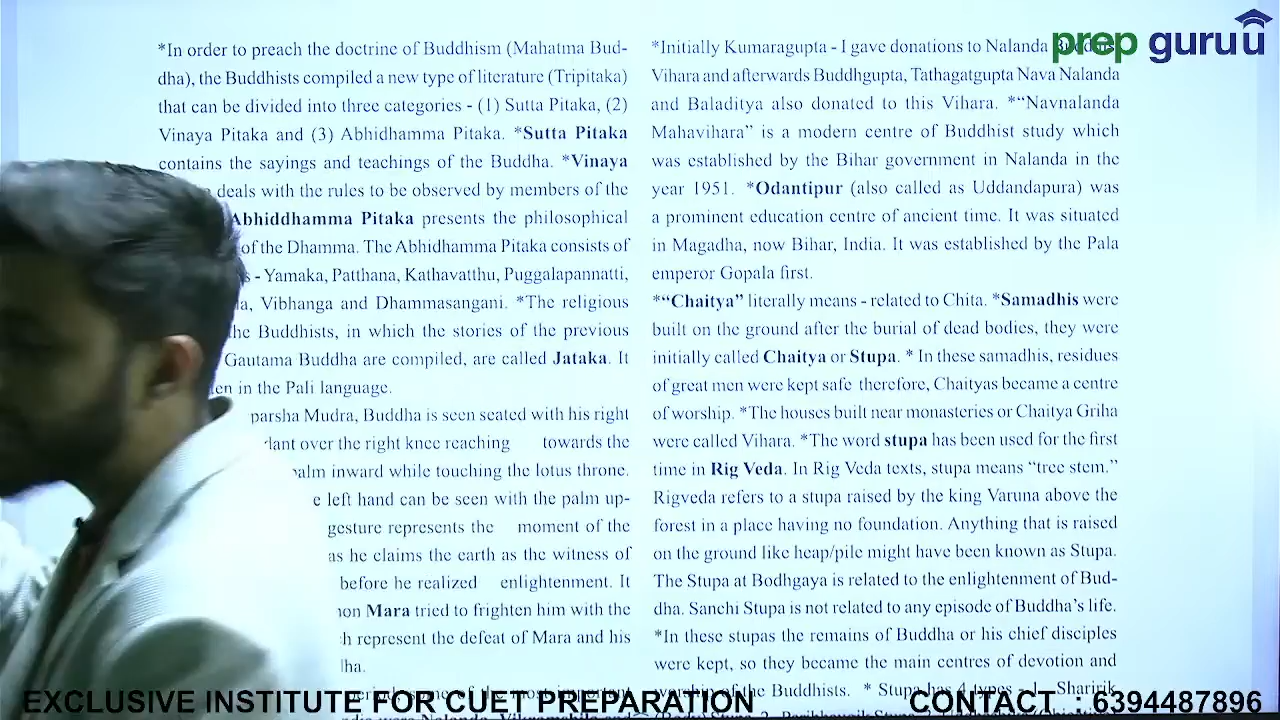 prep guruu
*In order to preach the doctrine of Buddhism (Mahatma Bud-
dha), the Buddhists compiled a new type of literature (Tripitaka)
that can be divided into three categories - (1) Sutta Pitaka, (2)
Vinaya Pitaka and (3) Abhidhamma Pitaka. *Sutta Pitaka
contains the sayings and teachings of the Buddha. *Vinaya
deals with the rules to be observed by members of the
Abhiddhamma Pitaka presents the philosophical
of the Dhamma. The Abhidhamma Pitaka consists of
- Yamaka, Patthana, Kathavatthu, Puggalapannatti,
Vibhanga and Dhammasangani. *The religious
the Buddhists, in which the stories of the previous
Gautama Buddha are compiled, are called Jataka. It
in the Pali language.
Mudra, Buddha is seen seated with his right
over the right knee reaching towards the
palm inward while touching the lotus throne.
left hand can be seen with the palm up-
gesture represents the moment of the
as he claims the earth as the witness of
before he realized enlightenment. It
Mara tried to frighten him with the
represent the defeat of Mara and his
some of the most important
were Nalanda,
*Initially Kumaragupta - I gave donations to Nalanda
Vihara and afterwards Buddhgupta, Tathagatgupta Nava Nalanda
and Baladitya also donated to this Vihara. *“Navnalanda
Mahavihara” is a modern centre of Buddhist study which
was established by the Bihar government in Nalanda in the
year 1951. *Odantipur (also called as Uddandapura) was
a prominent education centre of ancient time. It was situated
in Magadha, now Bihar, India. It was established by the Pala
emperor Gopala first.
*“Chaitya” literally means - related to Chita. *Samadhis were
built on the ground after the burial of dead bodies, they were
initially called Chaitya or Stupa. * In these samadhis, residues
of great men were kept safe therefore, Chaityas became a centre
of worship. *The houses built near monasteries or Chaitya Griha
were called Vihara. *The word stupa has been used for the first
time in Rig Veda. In Rig Veda texts, stupa means “tree stem.”
Rigveda refers to a stupa raised by the king Varuna above the
forest in a place having no foundation. Anything that is raised
on the ground like heap/pile might have been known as Stupa.
The Stupa at Bodhgaya is related to the enlightenment of Bud-
dha. Sanchi Stupa is not related to any episode of Buddha’s life.
*In these stupas the remains of Buddha or his chief disciples
were kept, so they became the main centres of devotion and
worship of the Buddhists. * Stupa has 4 types - 1- Sharirik
EXCLUSIVE INSTITUTE FOR CUET PREPARATION
CONTACT : 6394487896